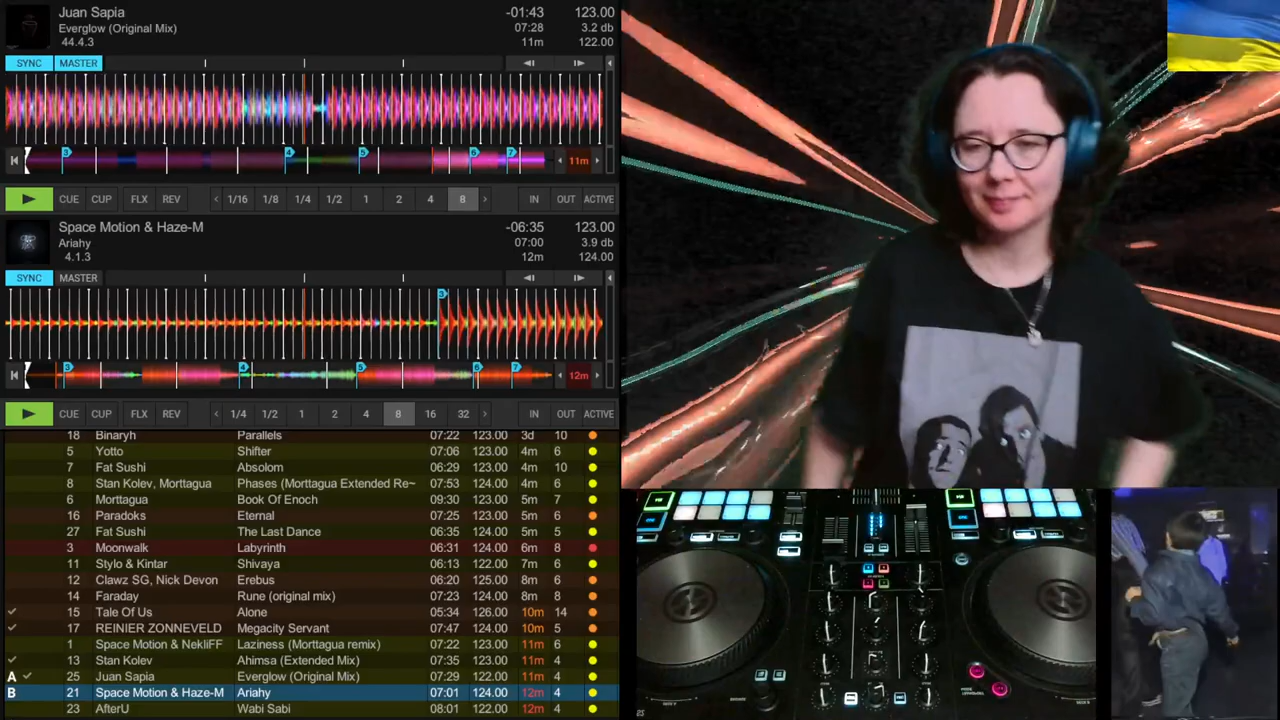 Juan Sapia -01:43 123.00
Everglow (Original Mix) 07:28 3.2 db
44.4.3 11m 122.00
SYNC MASTER
3 4 5 6 7 11m
CUE CUP FLX REV 1/16 1/8 1/4 1/2 1 2 4 8 IN OUT ACTIVE
Space Motion & Haze-M -06:35 123.00
Ariahy 07:00 3.9 db
4.1.3 12m 124.00
SYNC MASTER
3
3 4 5 6 7 12m
CUE CUP FLX REV 1/4 1/2 1 2 4 8 16 32 IN OUT ACTIVE
18 Binaryh Parallels 07:22 123.00 3d 10
5 Yotto Shifter 07:06 123.00 4m 6
7 Fat Sushi Absolom 06:29 123.00 4m 10
8 Stan Kolev, Morttagua Phases (Morttagua Extended Re~ 07:53 124.00 4m 6
6 Morttagua Book Of Enoch 09:30 123.00 5m 7
16 Paradoks Eternal 07:25 123.00 5m 6
27 Fat Sushi The Last Dance 06:35 124.00 5m 5
3 Moonwalk Labyrinth 06:31 123.00 6m 8
11 Stylo & Kintar Shivaya 06:13 122.00 7m 6
12 Clawz SG, Nick Devon Erebus 06:20 125.00 8m 6
14 Faraday Rune (original mix) 07:23 124.00 8m 8
15 Tale Of Us Alone 05:34 126.00 10m 14
17 REINIER ZONNEVELD Megacity Servant 07:47 124.00 10m 5
1 Space Motion & NekliFF Laziness (Morttagua remix) 07:22 123.00 11m 6
13 Stan Kolev Ahimsa (Extended Mix) 07:35 123.00 11m 4
A 25 Juan Sapia Everglow (Original Mix) 07:29 122.00 11m 4
B 21 Space Motion & Haze-M Ariahy 07:01 124.00 12m 4
23 AfterU Wabi Sabi 08:01 122.00 12m 4